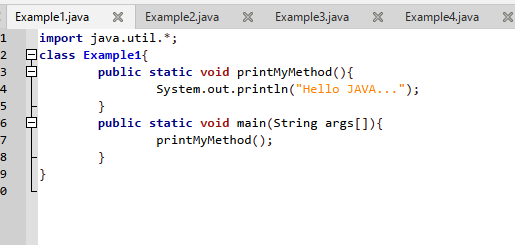 Example1.java Example2.java Example3.java Example4.java
1 import java.util.*;
2 class Example1{
3 public static void printMyMethod(){
4 System.out.println("Hello JAVA...");
5 }
6 public static void main(String args[]){
7 printMyMethod();
8 }
9 }
0